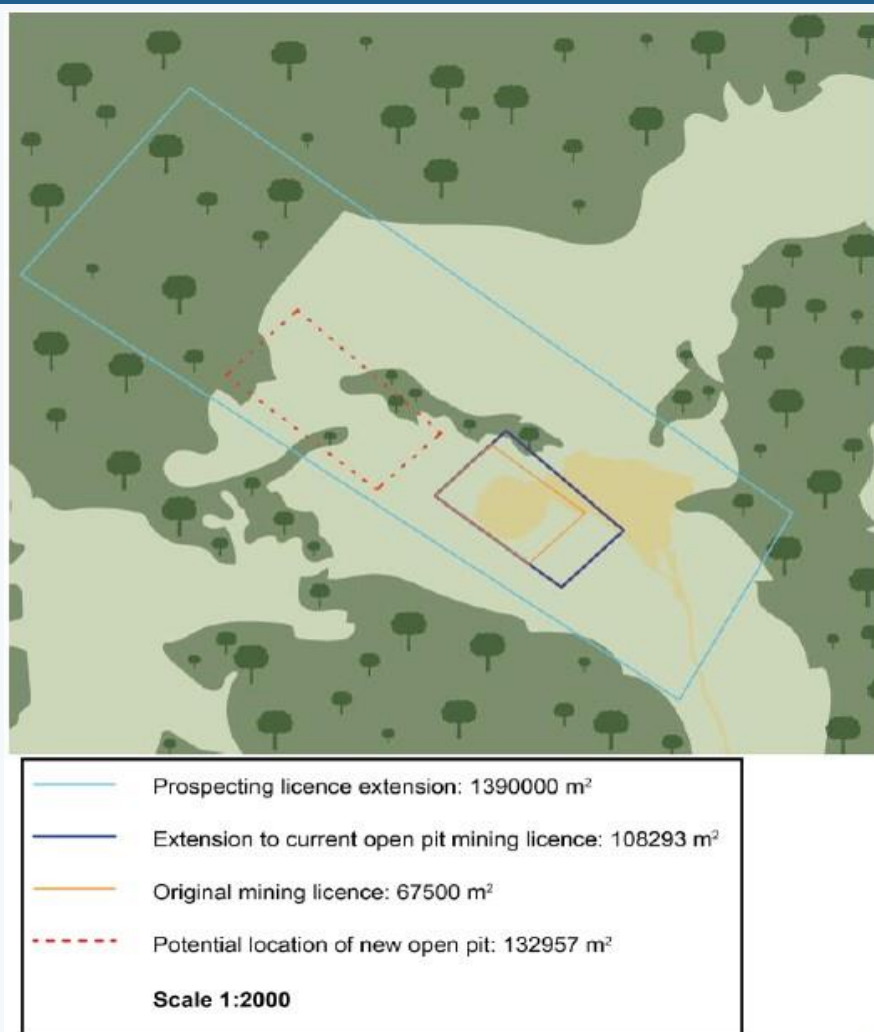 Prospecting licence extension: 1390000 m²
Extension to current open pit mining licence: 108293 m²
Original mining licence: 67500 m²
Potential location of new open pit: 132957 m²
Scale 1:2000